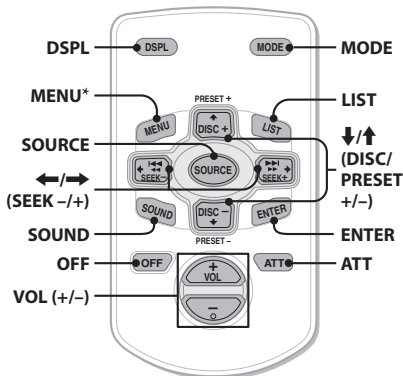 DSPL
DSPL
MODE
MODE
MENU*
MENU
PRESET +
DISC +
LIST
LIST
SOURCE
SEEK–
SOURCE
SEEK+
↓/↑
(DISC/
PRESET
+/–)
←/→
(SEEK –/+)
SOUND
SOUND
DISC –
PRESET –
ENTER
ENTER
OFF
OFF
ATT
ATT
VOL (+/–)
+
VOL
–